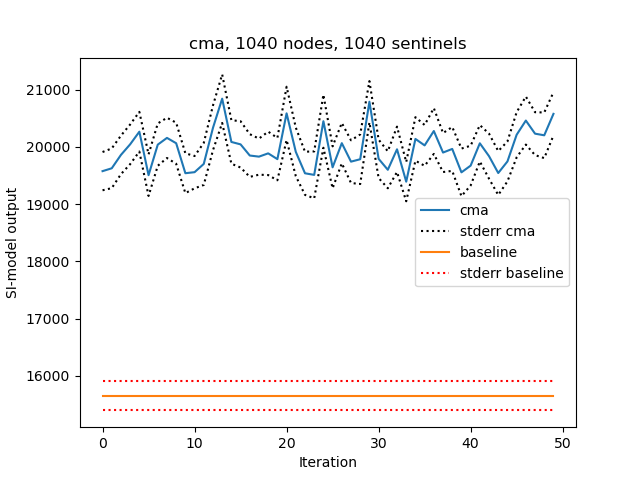 cma, 1040 nodes, 1040 sentinels
SI-model output
21000
20000
19000
18000
17000
16000
cma
stderr cma
baseline
stderr baseline
0 10 20 30 40 50
Iteration